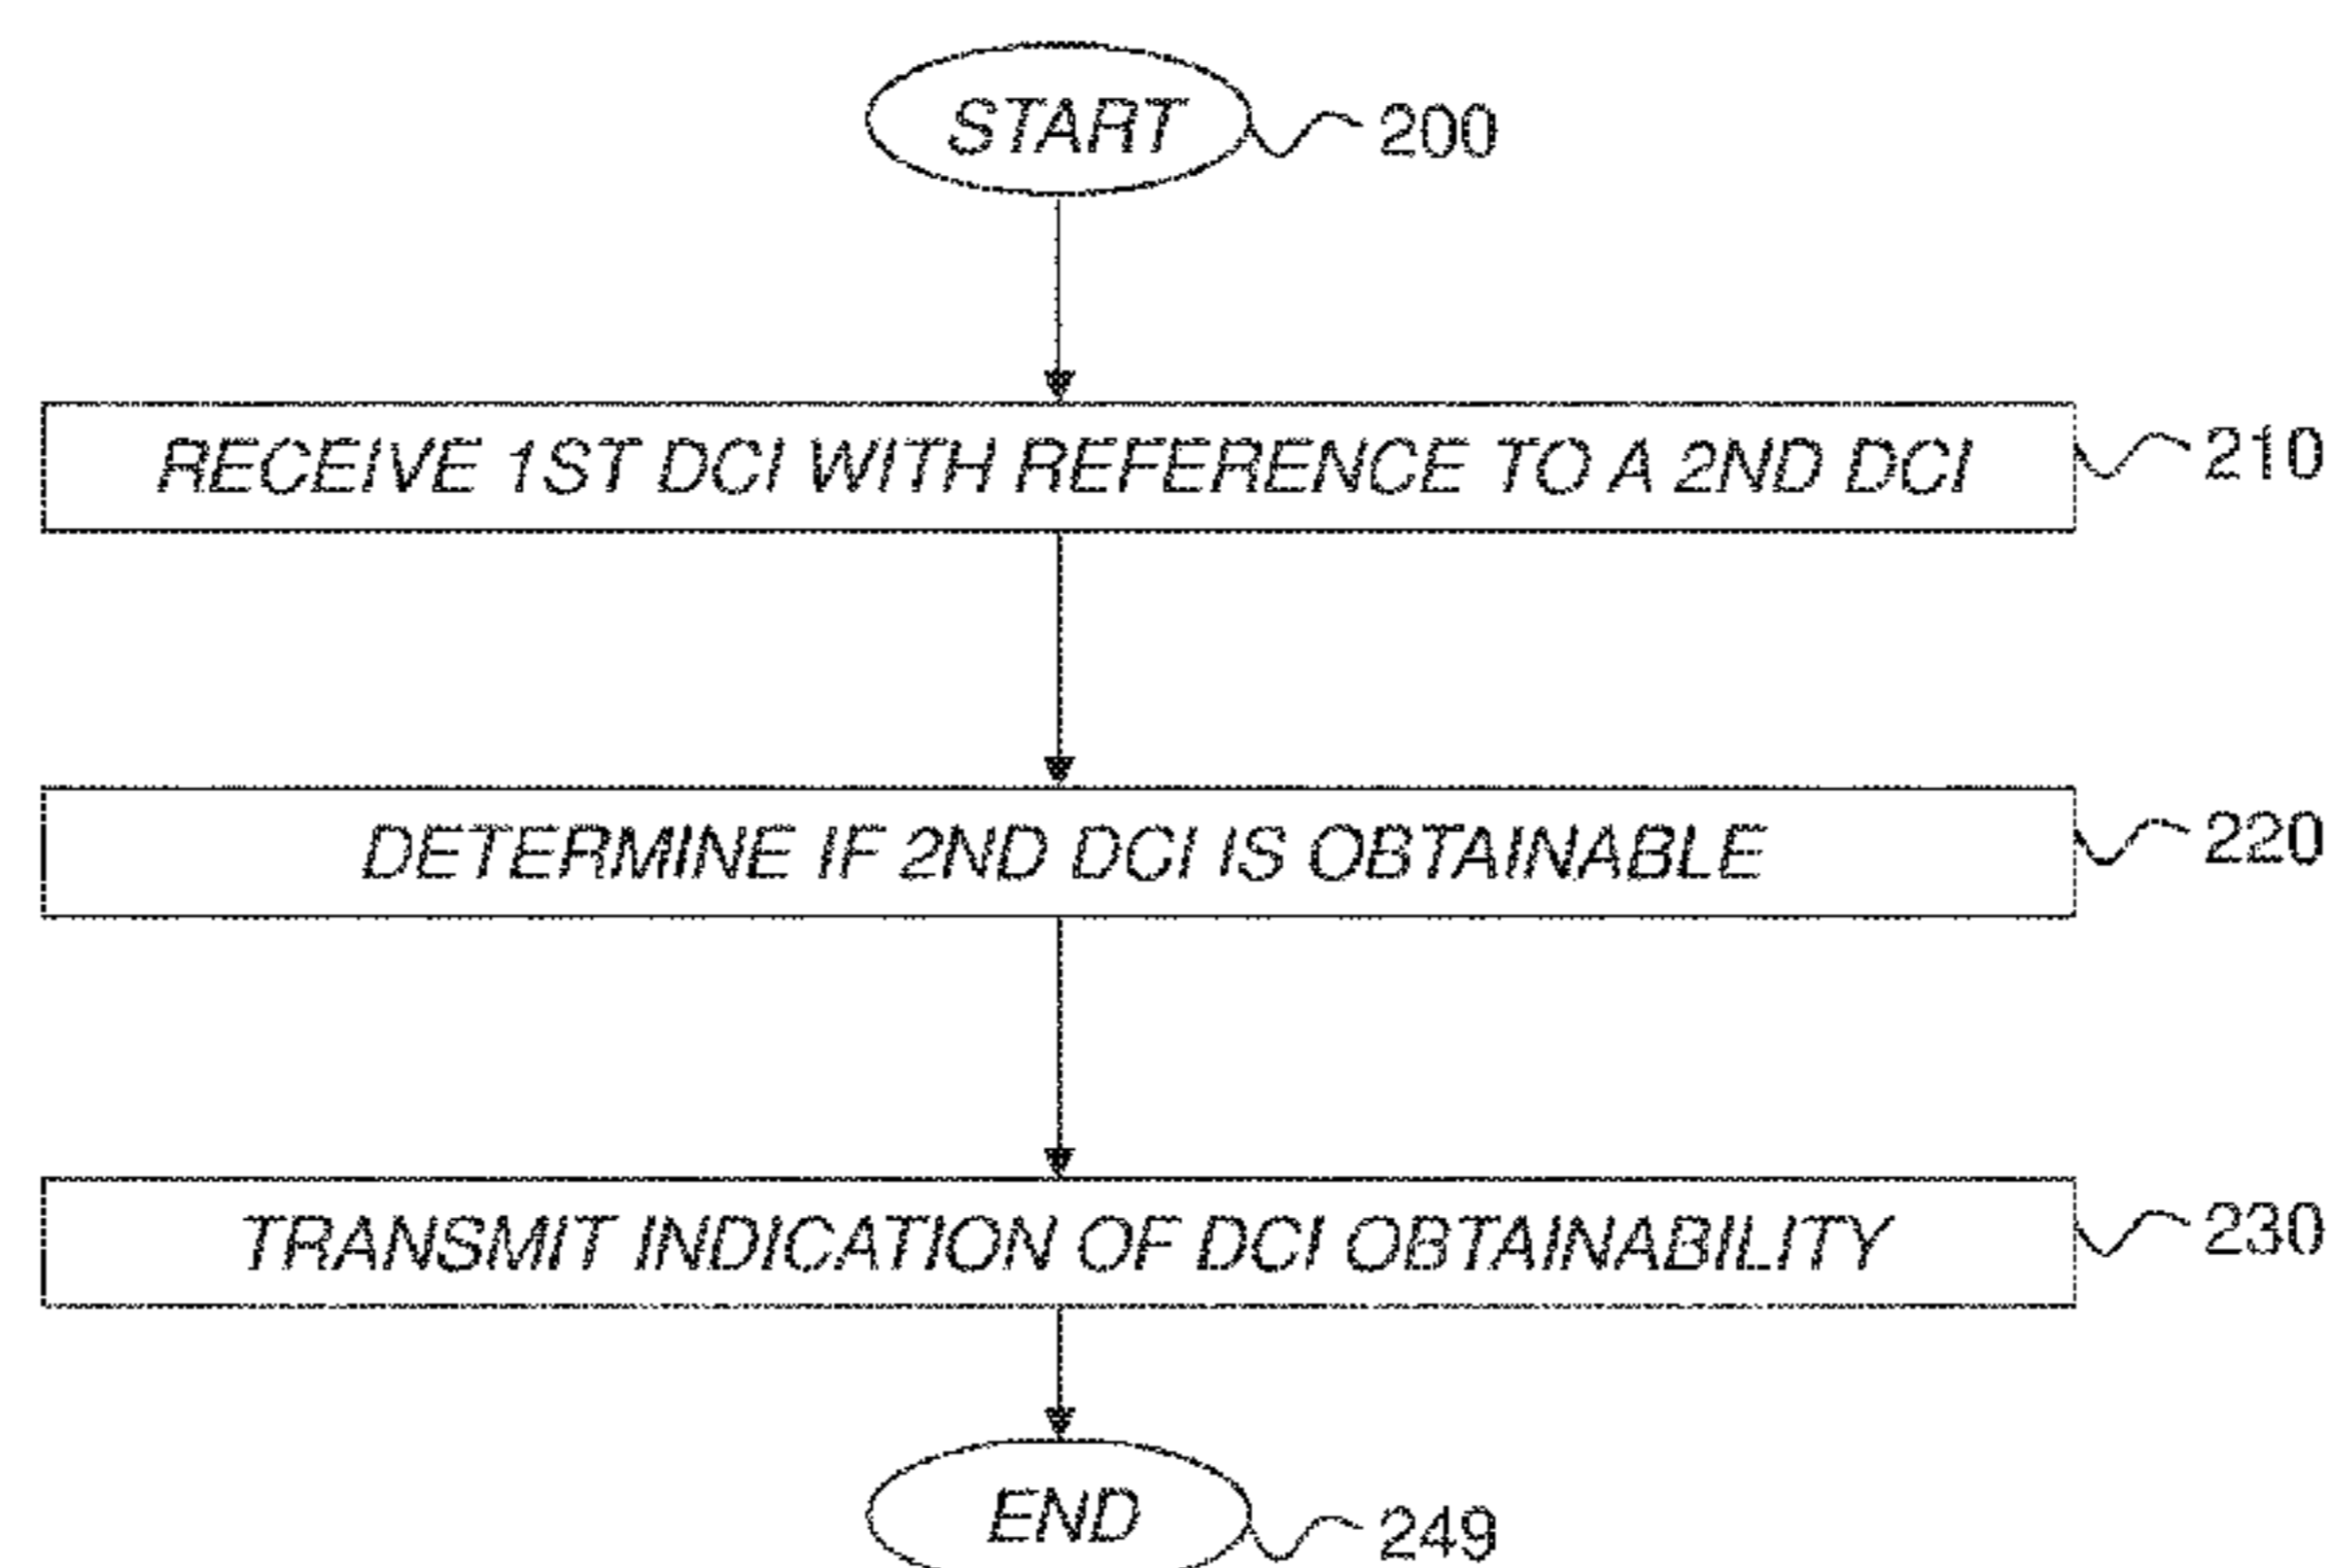 START 200
RECEIVE 1ST DCI WITH REFERENCE TO A 2ND DCI 210
DETERMINE IF 2ND DCI IS OBTAINABLE 220
TRANSMIT INDICATION OF DCI OBTAINABILITY 230
END 249